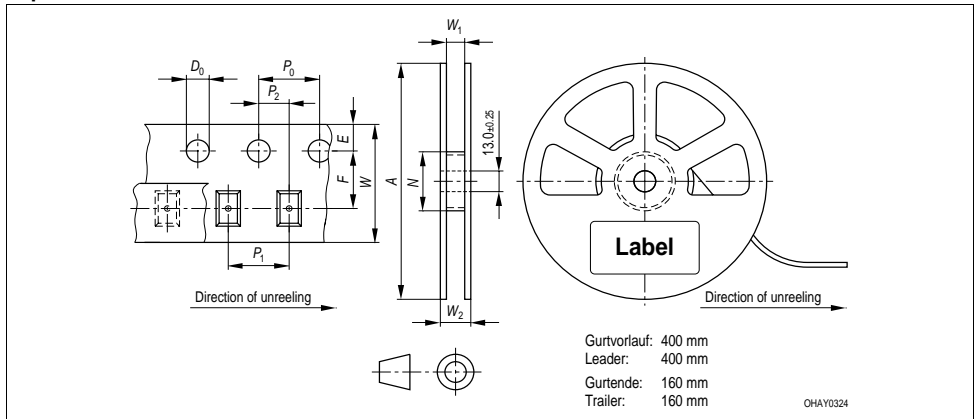 W1
D0
P0
P2
E
F
W
A
N
13.0±0.25
P1
Label
Direction of unreeling
W2
Direction of unreeling
Gurtvorlauf: 400 mm
Leader: 400 mm
Gurtende: 160 mm
Trailer: 160 mm
OHAY0324